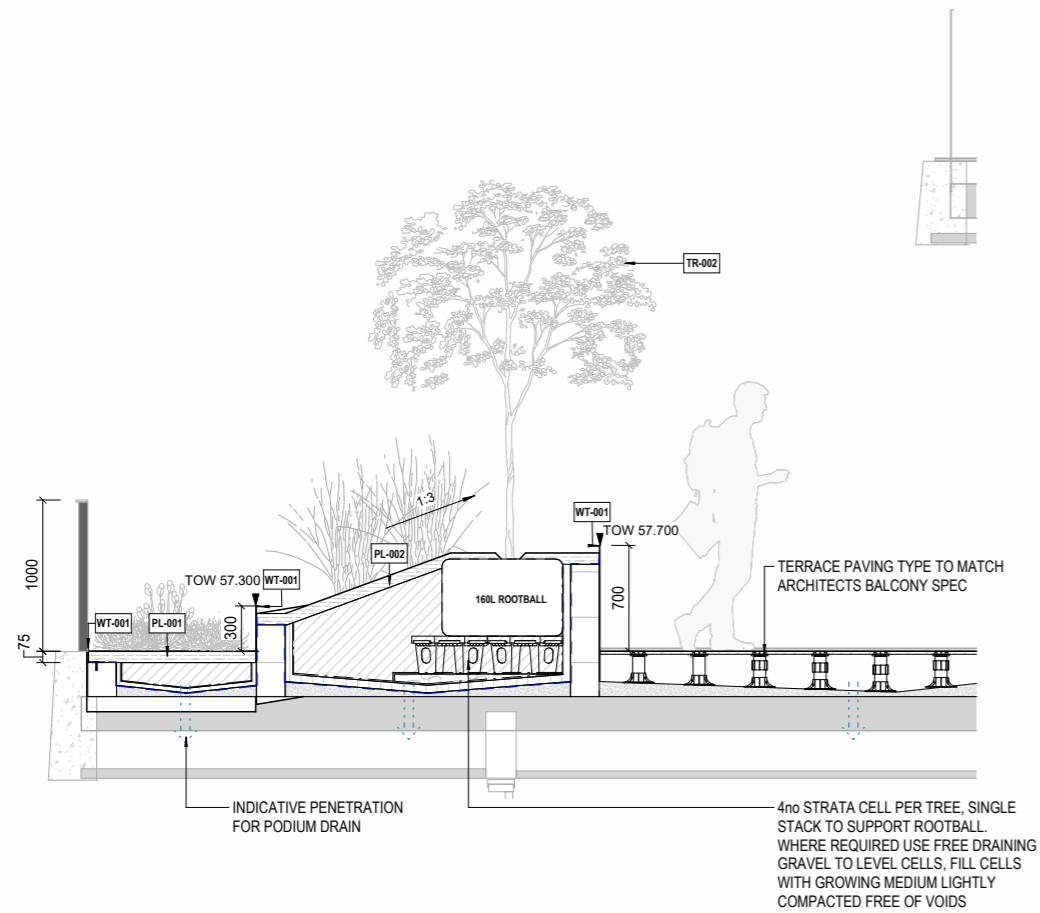 TR-002
1:3
WT-001
TOW 57.700
PL-002
TERRACE PAVING TYPE TO MATCH
ARCHITECTS BALCONY SPEC
1000
TOW 57.300
WT-001
160L ROOTBALL
700
300
WT-001
PL-001
75
INDICATIVE PENETRATION
FOR PODIUM DRAIN
4no STRATA CELL PER TREE, SINGLE
STACK TO SUPPORT ROOTBALL.
WHERE REQUIRED USE FREE DRAINING
GRAVEL TO LEVEL CELLS, FILL CELLS
WITH GROWING MEDIUM LIGHTLY
COMPACTED FREE OF VOIDS